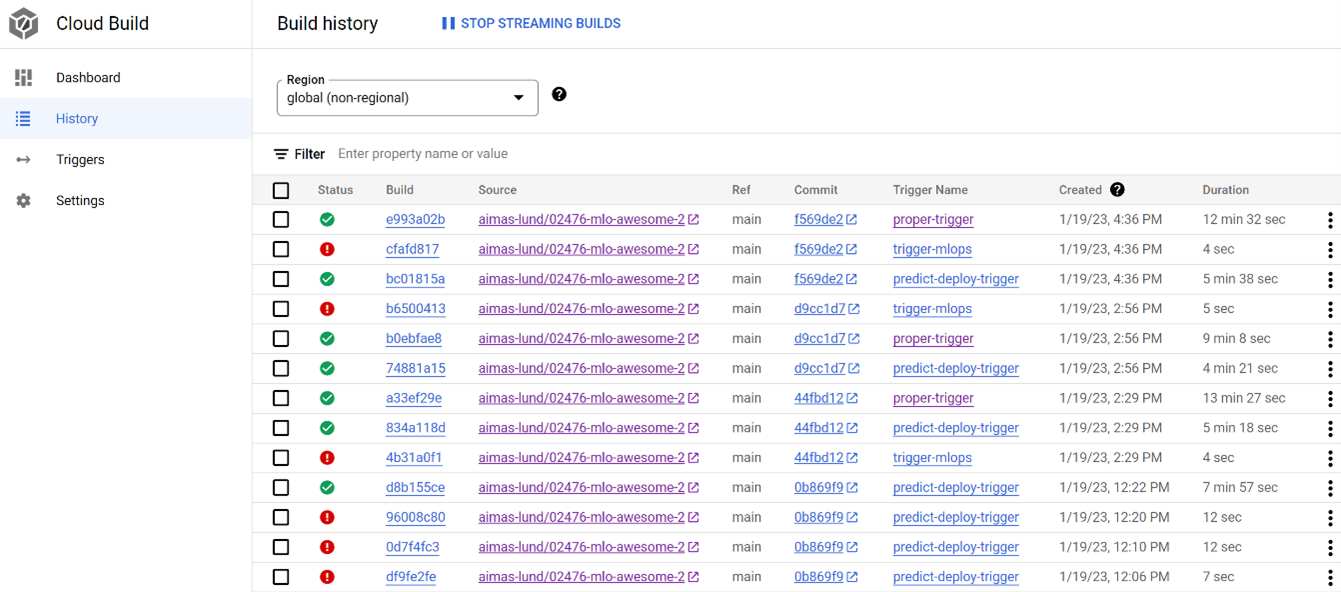 Cloud Build
Build history
STOP STREAMING BUILDS
Dashboard
History
Triggers
Settings
Region
global (non-regional)
Filter Enter property name or value
Status Build Source Ref Commit Trigger Name Created Duration
e993a02b aimas-lund/02476-mlo-awesome-2 main f569de2 proper-trigger 1/19/23, 4:36 PM 12 min 32 sec
cfafd817 aimas-lund/02476-mlo-awesome-2 main f569de2 trigger-mlops 1/19/23, 4:36 PM 4 sec
bc01815a aimas-lund/02476-mlo-awesome-2 main f569de2 predict-deploy-trigger 1/19/23, 4:36 PM 5 min 38 sec
b6500413 aimas-lund/02476-mlo-awesome-2 main d9cc1d7 trigger-mlops 1/19/23, 2:56 PM 5 sec
b0ebfae8 aimas-lund/02476-mlo-awesome-2 main d9cc1d7 proper-trigger 1/19/23, 2:56 PM 9 min 8 sec
74881a15 aimas-lund/02476-mlo-awesome-2 main d9cc1d7 predict-deploy-trigger 1/19/23, 2:56 PM 4 min 21 sec
a33ef29e aimas-lund/02476-mlo-awesome-2 main 44fbd12 proper-trigger 1/19/23, 2:29 PM 13 min 27 sec
834a118d aimas-lund/02476-mlo-awesome-2 main 44fbd12 predict-deploy-trigger 1/19/23, 2:29 PM 5 min 18 sec
4b31a0f1 aimas-lund/02476-mlo-awesome-2 main 44fbd12 trigger-mlops 1/19/23, 2:29 PM 4 sec
d8b155ce aimas-lund/02476-mlo-awesome-2 main 0b869f9 predict-deploy-trigger 1/19/23, 12:22 PM 7 min 57 sec
96008c80 aimas-lund/02476-mlo-awesome-2 main 0b869f9 predict-deploy-trigger 1/19/23, 12:20 PM 12 sec
0d7f4fc3 aimas-lund/02476-mlo-awesome-2 main 0b869f9 predict-deploy-trigger 1/19/23, 12:10 PM 12 sec
df9fe2fe aimas-lund/02476-mlo-awesome-2 main 0b869f9 predict-deploy-trigger 1/19/23, 12:06 PM 7 sec